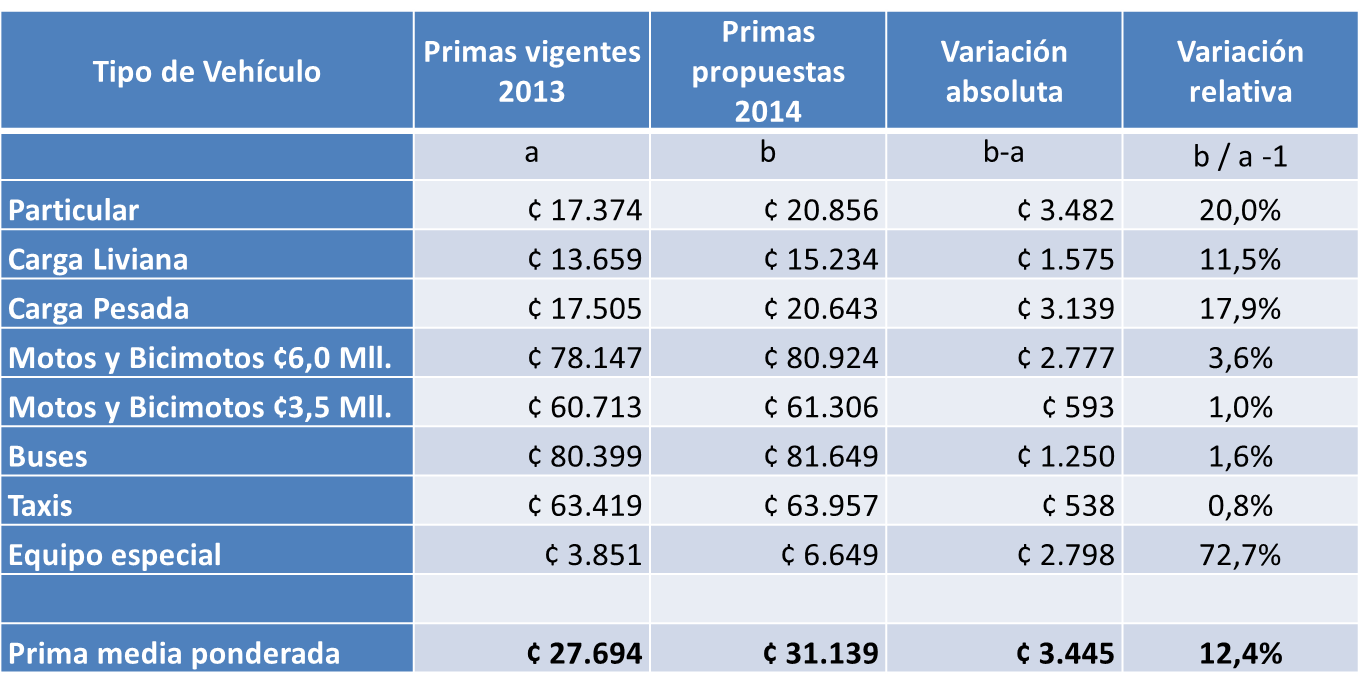 Tipo de Vehículo Primas vigentes 2013 Primas propuestas 2014 Variación absoluta Variación relativa
a b b-a b / a -1
Particular ¢ 17.374 ¢ 20.856 ¢ 3.482 20,0%
Carga Liviana ¢ 13.659 ¢ 15.234 ¢ 1.575 11,5%
Carga Pesada ¢ 17.505 ¢ 20.643 ¢ 3.139 17,9%
Motos y Bicimotos ¢6,0 Mll. ¢ 78.147 ¢ 80.924 ¢ 2.777 3,6%
Motos y Bicimotos ¢3,5 Mll. ¢ 60.713 ¢ 61.306 ¢ 593 1,0%
Buses ¢ 80.399 ¢ 81.649 ¢ 1.250 1,6%
Taxis ¢ 63.419 ¢ 63.957 ¢ 538 0,8%
Equipo especial ¢ 3.851 ¢ 6.649 ¢ 2.798 72,7%
Prima media ponderada ¢ 27.694 ¢ 31.139 ¢ 3.445 12,4%